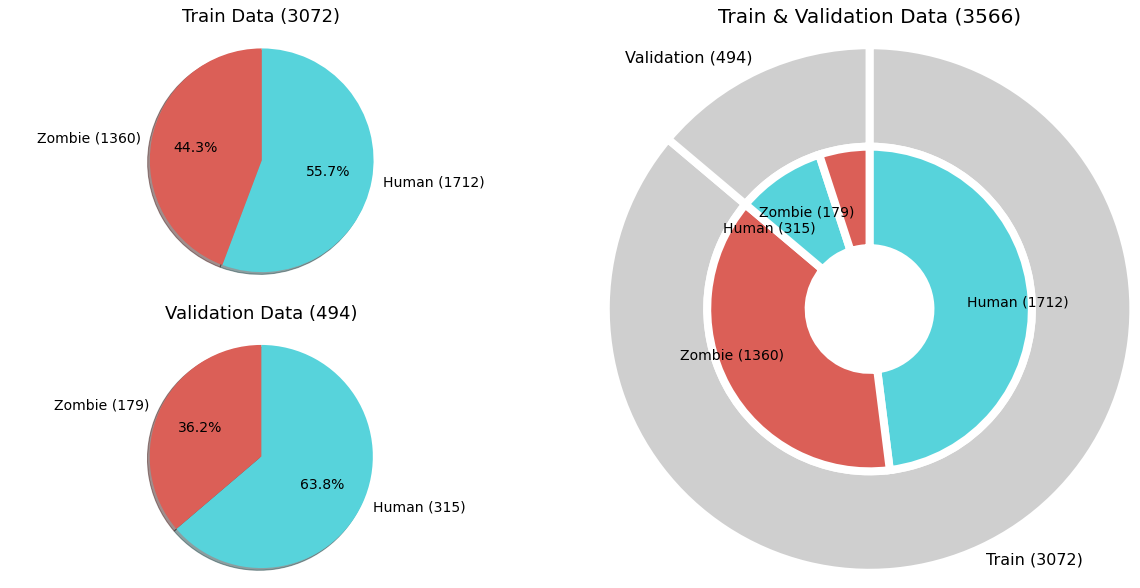 Train Data (3072)
Zombie (1360)
44.3%
55.7%
Human (1712)
Validation Data (494)
Zombie (179)
36.2%
63.8%
Human (315)
Train & Validation Data (3566)
Validation (494)
Zombie (179)
Human (315)
Human (1712)
Zombie (1360)
Train (3072)